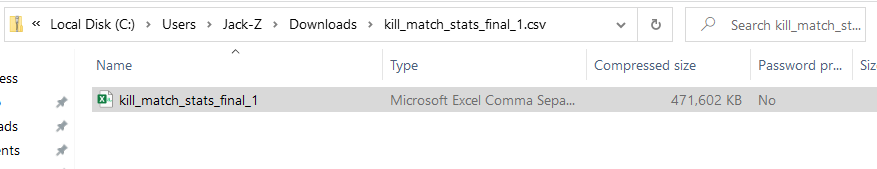 « Local Disk (C:) > Users > Jack-Z > Downloads > kill_match_stats_final_1.csv
Search kill_match_st...
Name Type Compressed size Password pr... Siz
ess
kill_match_stats_final_1 Microsoft Excel Comma Sepa... 471,602 KB No
ads
ents